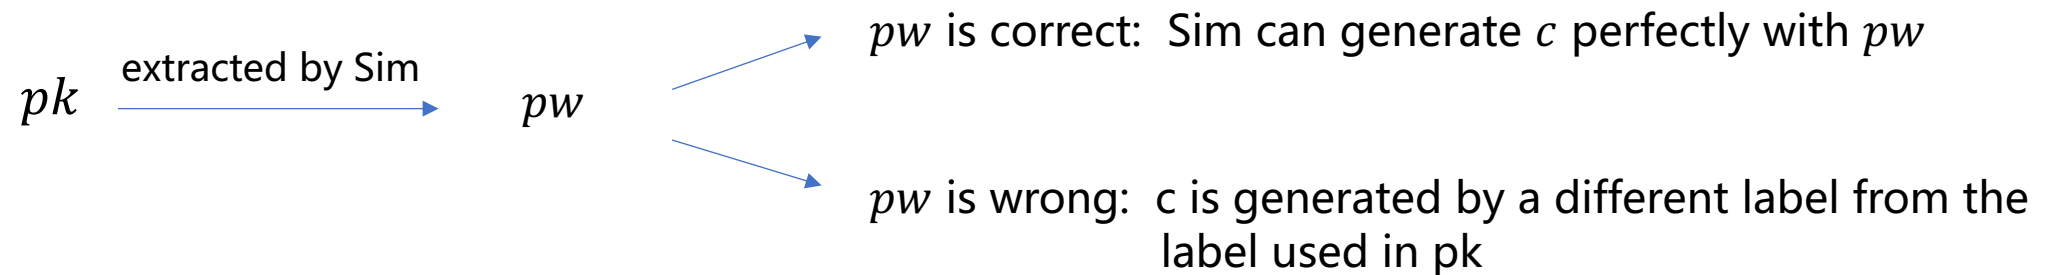 pw is correct: Sim can generate c perfectly with pw
extracted by Sim
pk
pw
pw is wrong: c is generated by a different label from the
label used in pk